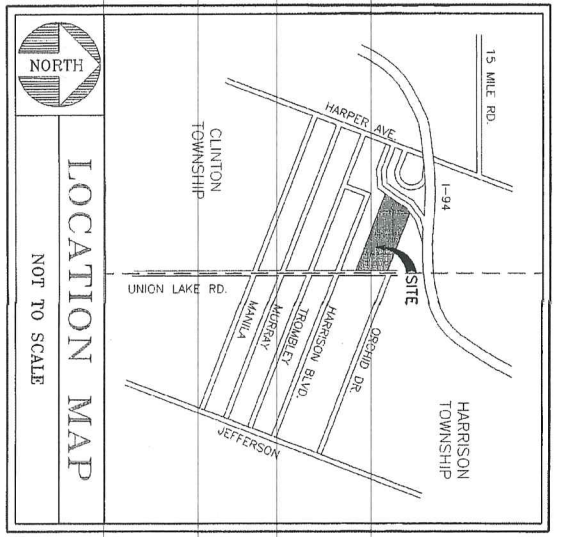 NORTH
LOCATION MAP
NOT TO SCALE
15 MILE RD.
HARPER AVE.
I-94
CLINTON
TOWNSHIP
SITE
UNION LAKE RD.
MANILA
MURRAY
TROMBLEY
HARRISON BLVD.
ORCHID DR.
JEFFERSON
HARRISON
TOWNSHIP